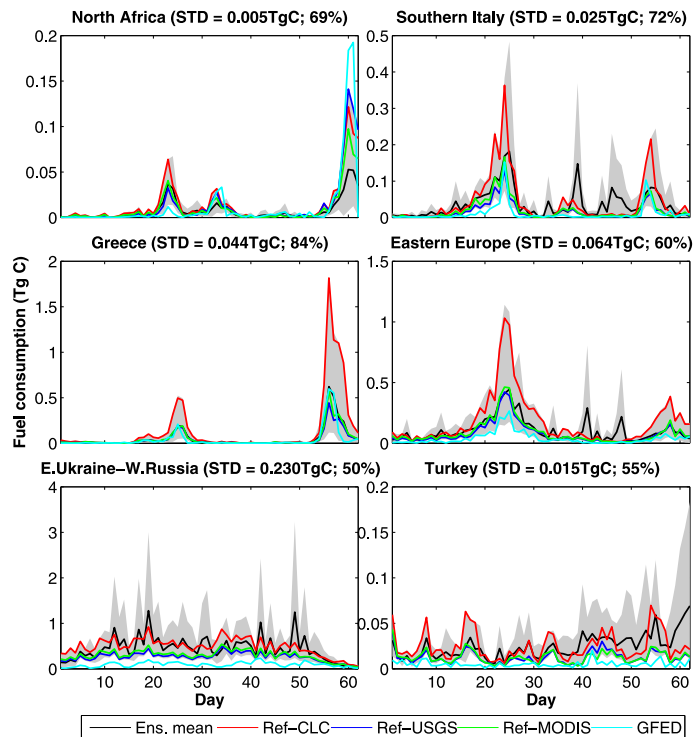 North Africa (STD = 0.005TgC; 69%)
Southern Italy (STD = 0.025TgC; 72%)
0.2
0.15
0.1
0.05
0
0.5
0.4
0.3
0.2
0.1
0
Greece (STD = 0.044TgC; 84%)
Eastern Europe (STD = 0.064TgC; 60%)
Fuel consumption (Tg C)
2
1.5
1
0.5
0
1.5
1
0.5
0
E.Ukraine–W.Russia (STD = 0.230TgC; 50%)
Turkey (STD = 0.015TgC; 55%)
4
3
2
1
0
10 20 30 40 50 60
Day
0.2
0.15
0.1
0.05
0
10 20 30 40 50 60
Day
Ens. mean Ref–CLC Ref–USGS Ref–MODIS GFED